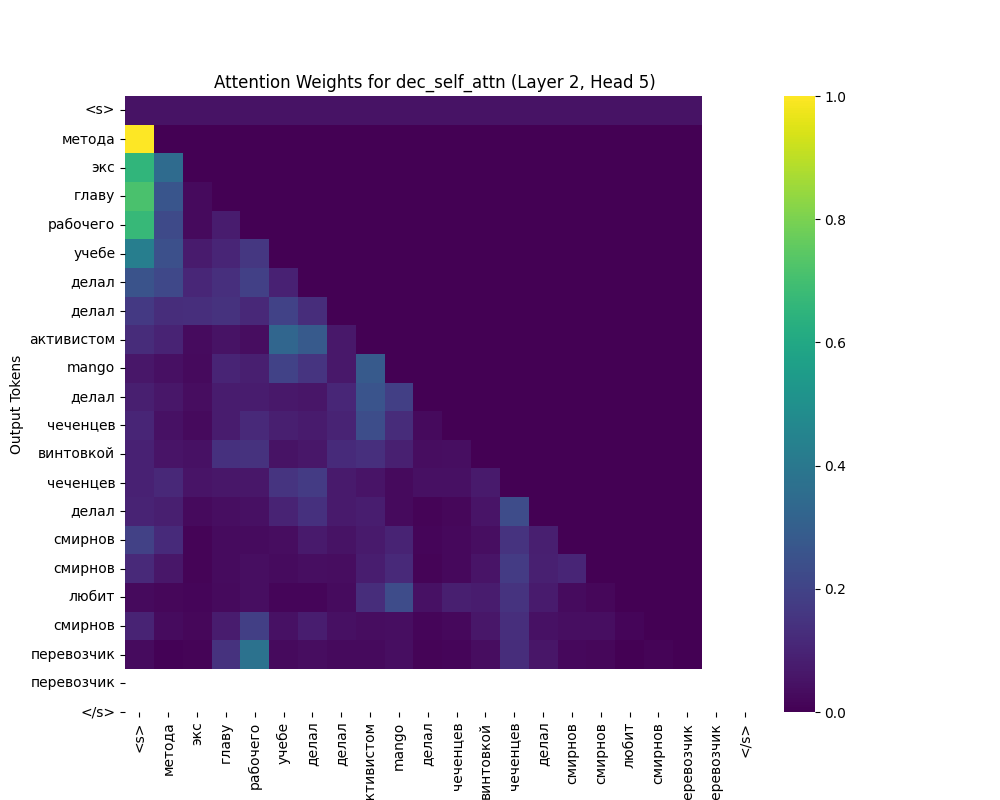 Attention Weights for dec_self_attn (Layer 2, Head 5)
Output Tokens
<s>
метода
экс
главу
рабочего
учебе
делал
делал
активистом
mango
делал
чеченцев
винтовкой
чеченцев
делал
смирнов
смирнов
любит
смирнов
перевозчик
перевозчик
</s>
<s>
метода
экс
главу
рабочего
учебе
делал
делал
ктивистом
mango
делал
чеченцев
винтовкой
чеченцев
делал
смирнов
смирнов
любит
смирнов
еревозчик
еревозчик
</s>
1.0
0.8
0.6
0.4
0.2
0.0